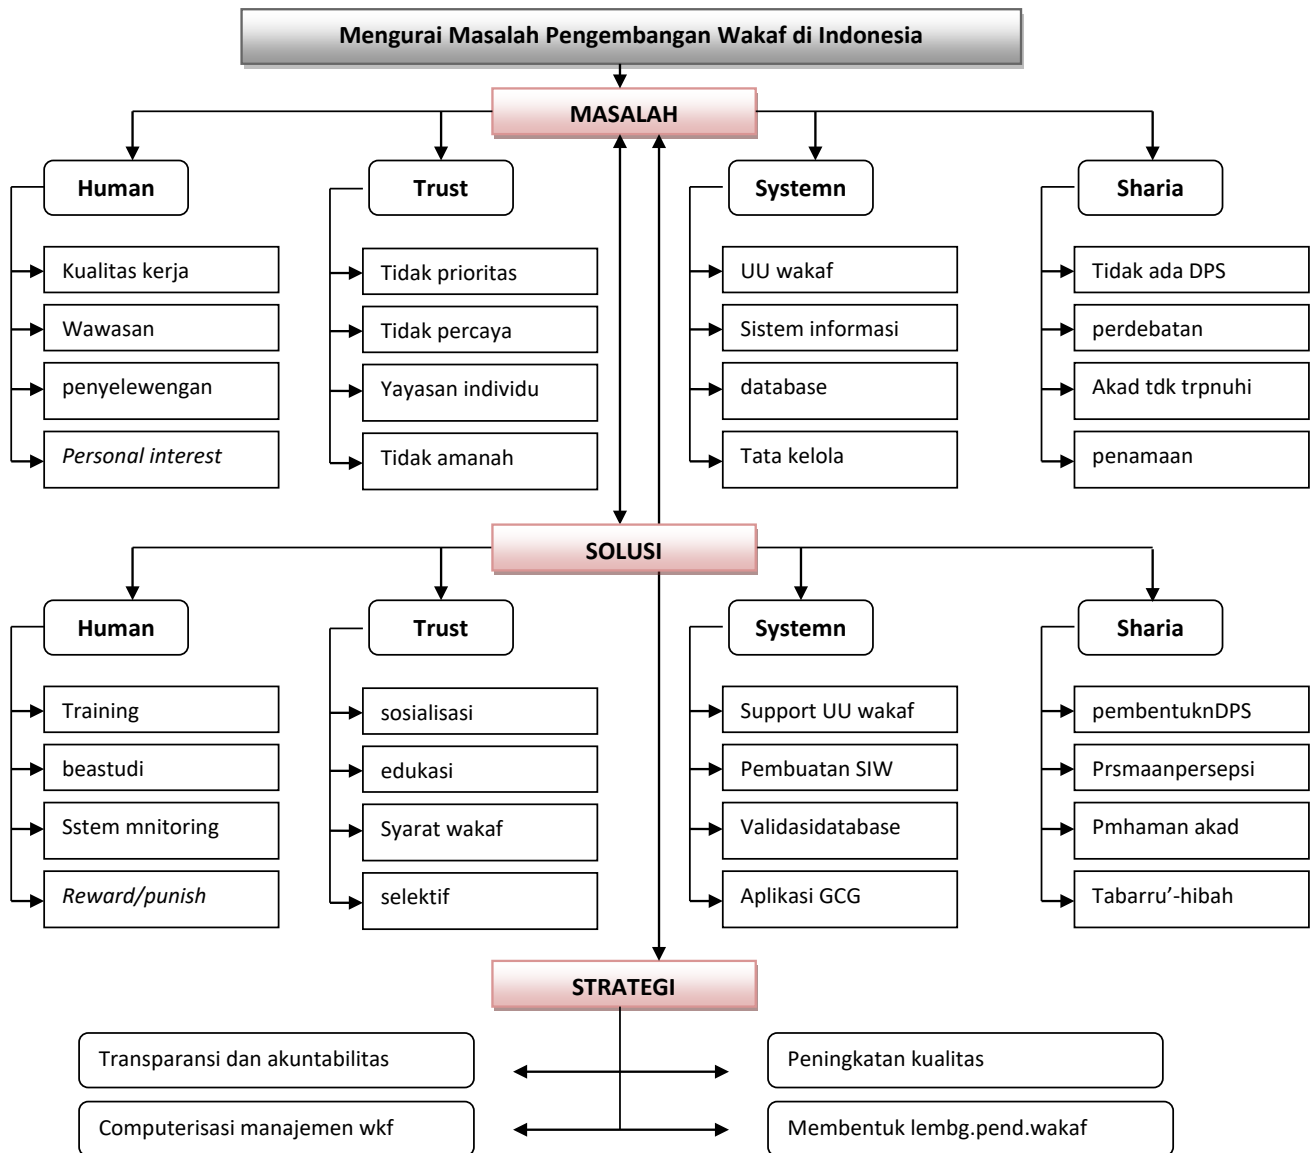 Mengurai Masalah Pengembangan Wakaf di Indonesia
MASALAH
Human
Trust
Systemn
Sharia
Kualitas kerja
Tidak prioritas
UU wakaf
Tidak ada DPS
Wawasan
Tidak percaya
Sistem informasi
perdebatan
penyelewengan
Yayasan individu
database
Akad tdk trpnuhi
Personal interest
Tidak amanah
Tata kelola
penamaan
SOLUSI
Human
Trust
Systemn
Sharia
Training
sosialisasi
Support UU wakaf
pembentuknDPS
beastudi
edukasi
Pembuatan SIW
Prsmaanpersepsi
Sstem mnitoring
Syarat wakaf
Validasidatabase
Pmhaman akad
Reward/punish
selektif
Aplikasi GCG
Tabarru’-hibah
STRATEGI
Transparansi dan akuntabilitas
Peningkatan kualitas
Computerisasi manajemen wkf
Membentuk lembg.pend.wakaf